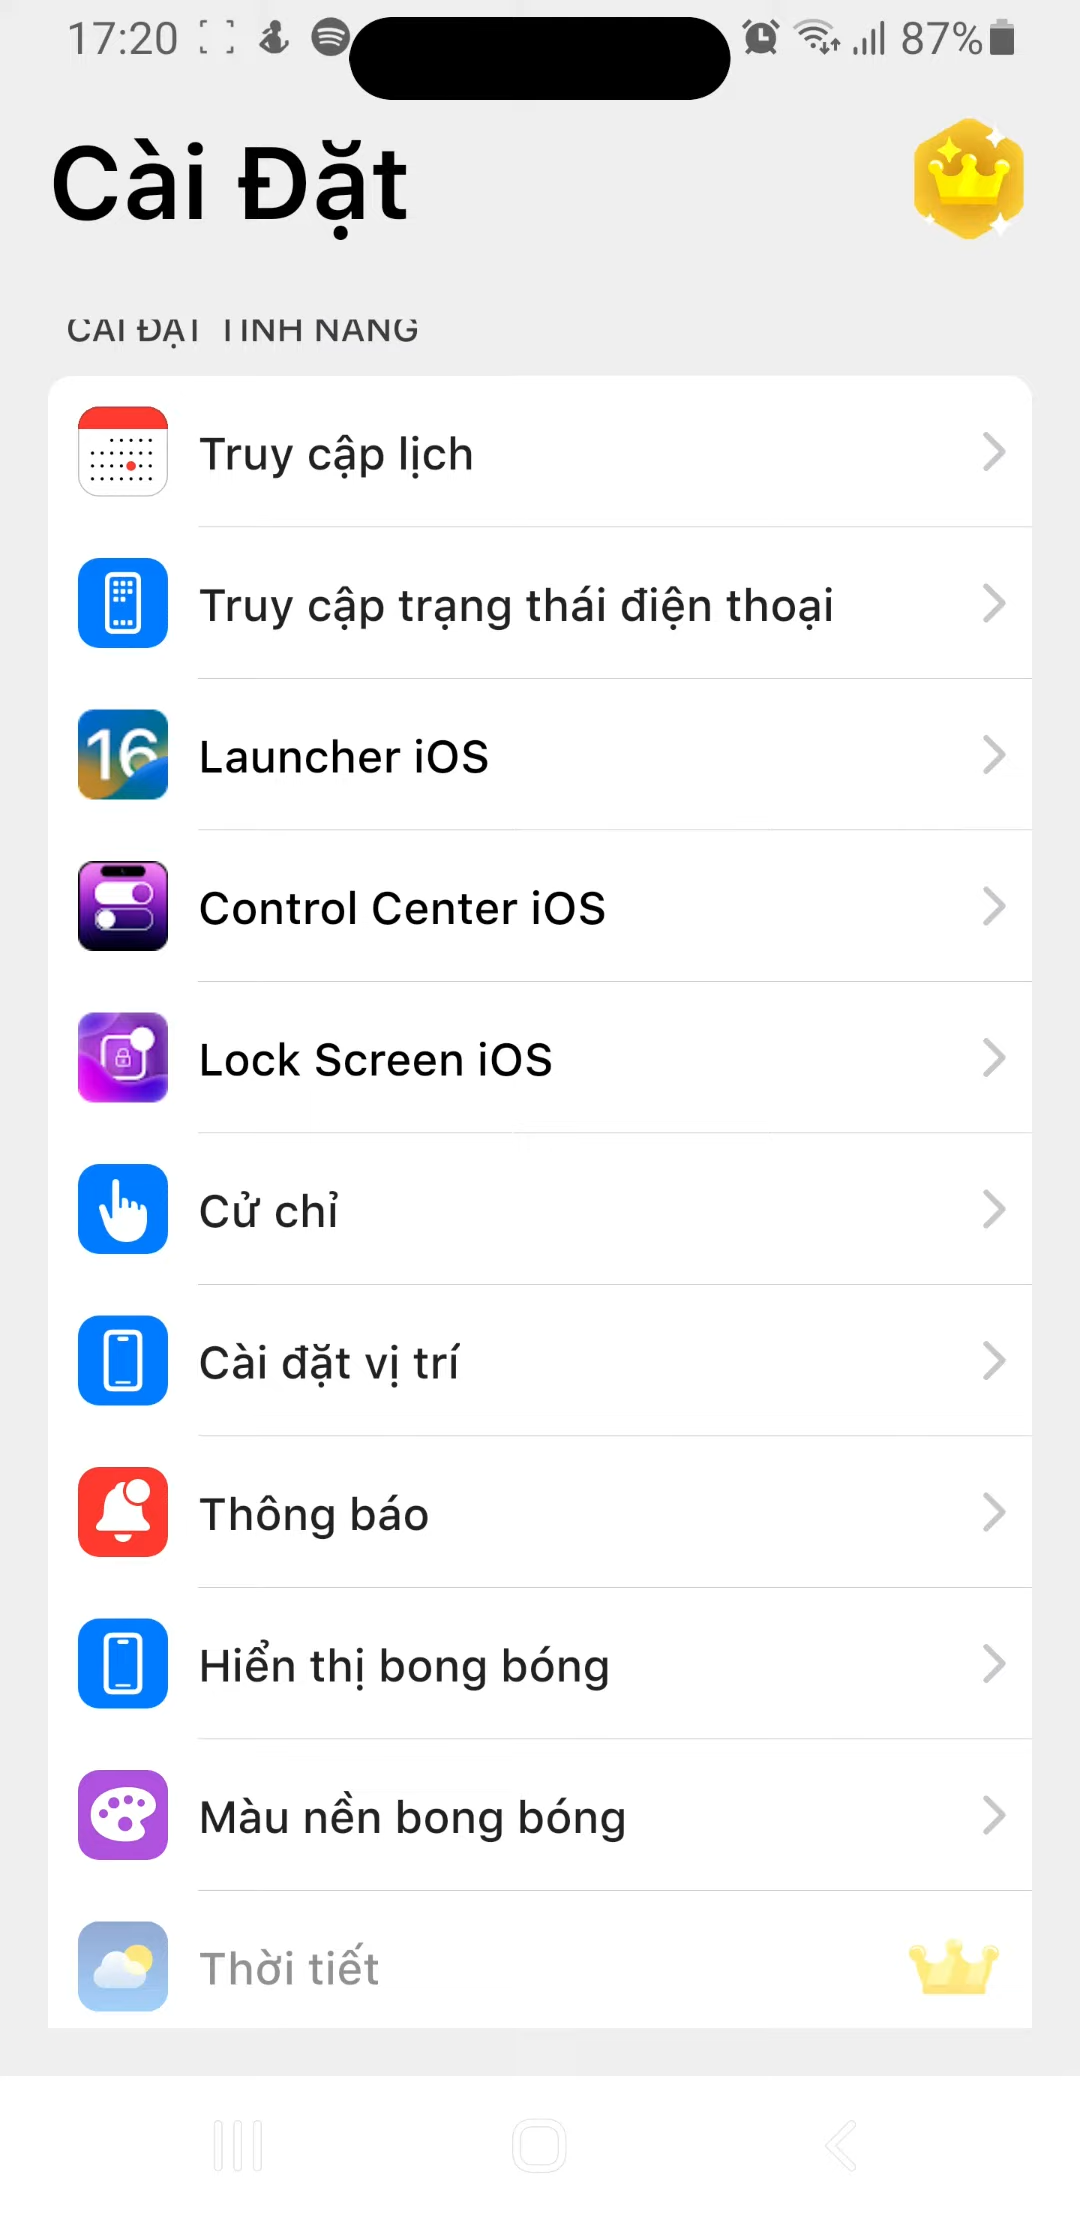 17:20
87%
Cài Đặt
CÀI ĐẶT TÍNH NĂNG
Truy cập lịch
Truy cập trạng thái điện thoại
16
Launcher iOS
Control Center iOS
Lock Screen iOS
Cử chỉ
Cài đặt vị trí
Thông báo
Hiển thị bong bóng
Màu nền bong bóng
Thời tiết